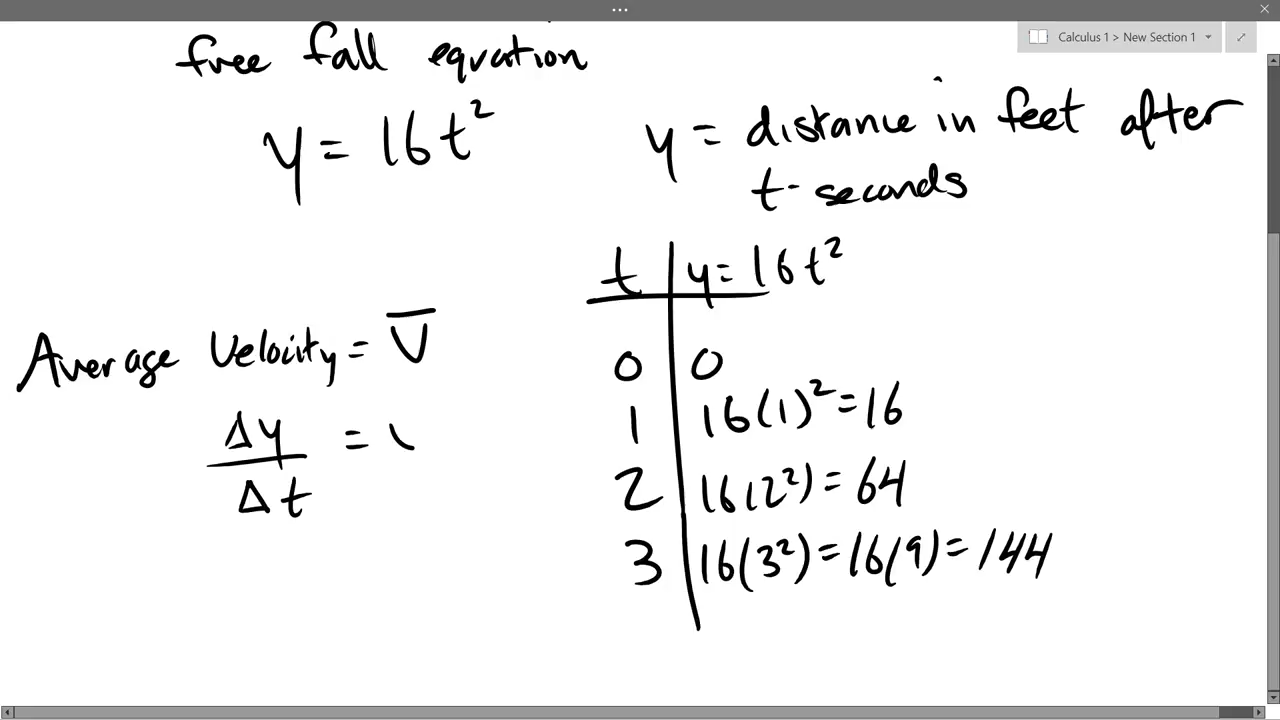 Calculus 1 > New Section 1
free fall equation
y = 16t²
y = distance in feet after
t-seconds
t | y = 16t²
0 | 0
1 | 16(1)² = 16
2 | 16(2²) = 64
3 | 16(3²) = 16(9) = 144
Average Velocity = V̅
Δy
Δt
=